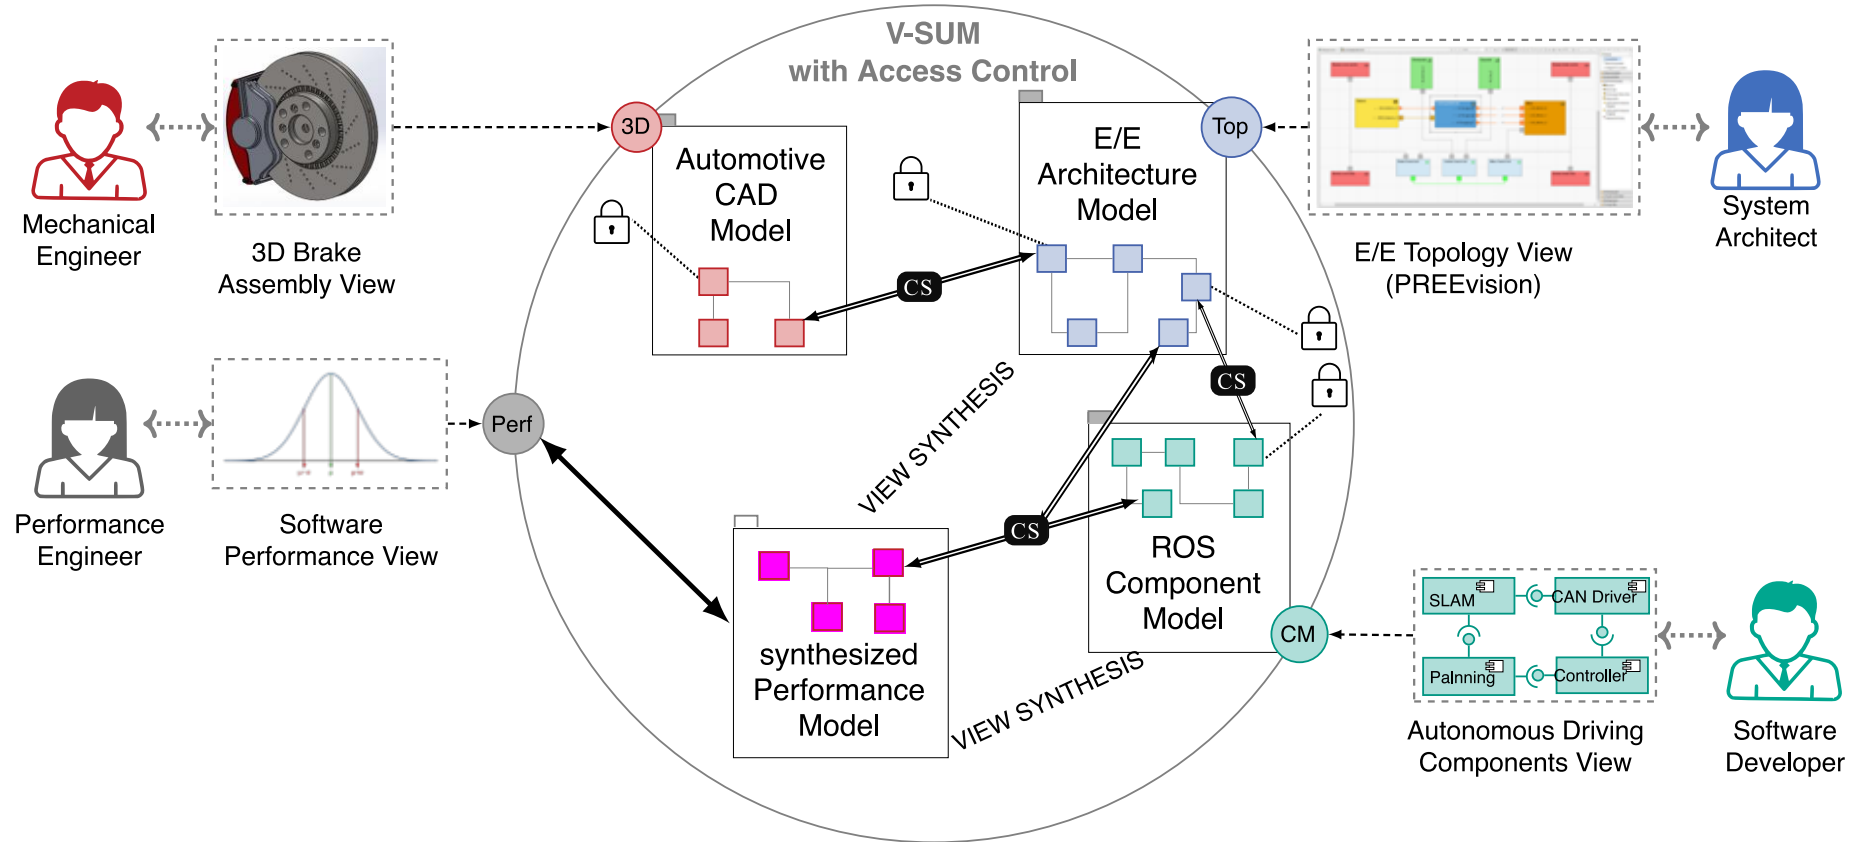 V-SUM
with Access Control
Mechanical
Engineer
3D Brake
Assembly View
3D
Automotive
CAD
Model
E/E
Architecture
Model
Top
E/E Topology View
(PREEvision)
System
Architect
CS
CS
CS
Performance
Engineer
Software
Performance View
Perf
VIEW SYNTHESIS
synthesized
Performance
Model
ROS
Component
Model
VIEW SYNTHESIS
CM
SLAM
CAN Driver
Palnning
Controller
Autonomous Driving
Components View
Software
Developer